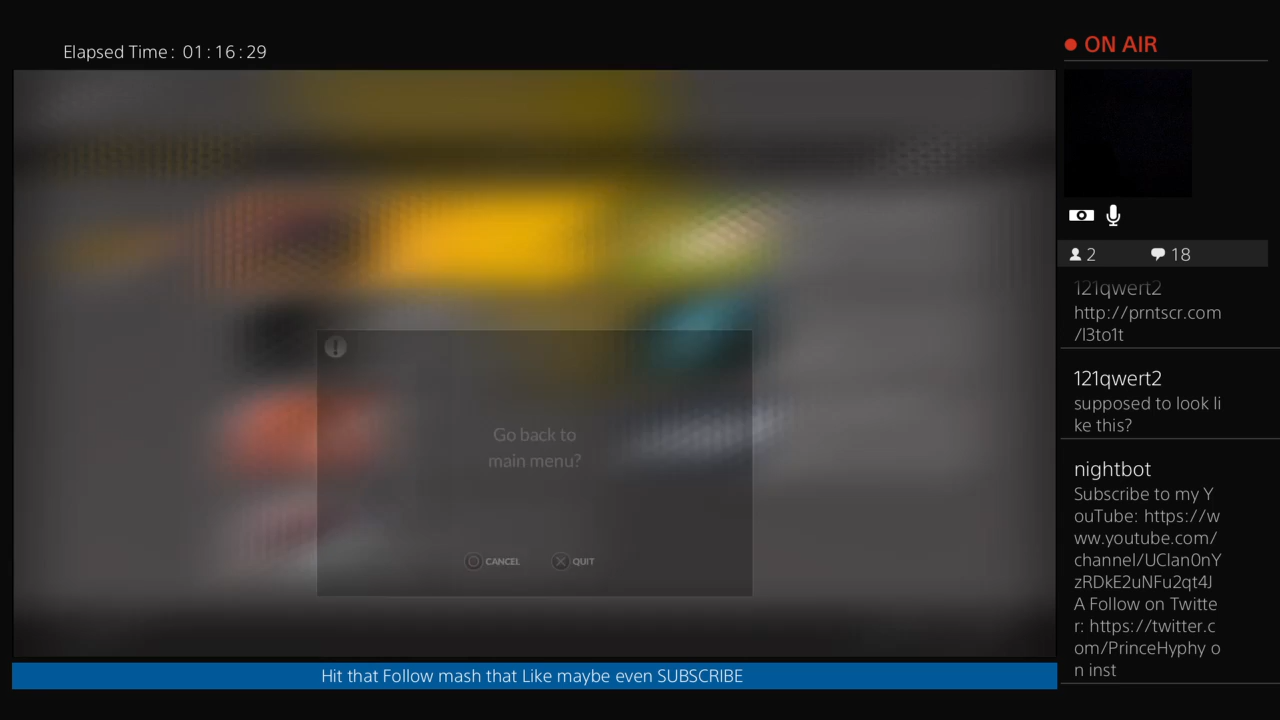 Elapsed Time: 01:16:29
ON AIR
2
18
121qwert2
http://prntscr.com
/l3to1t
121qwert2
supposed to look li
ke this?
nightbot
Subscribe to my Y
ouTube: https://w
ww.youtube.com/
channel/UCIan0nY
zRDkE2uNFu2qt4J
A Follow on Twitte
r: https://twitter.c
om/PrinceHyphy o
n inst
Go back to
main menu?
CANCEL
QUIT
Hit that Follow mash that Like maybe even SUBSCRIBE